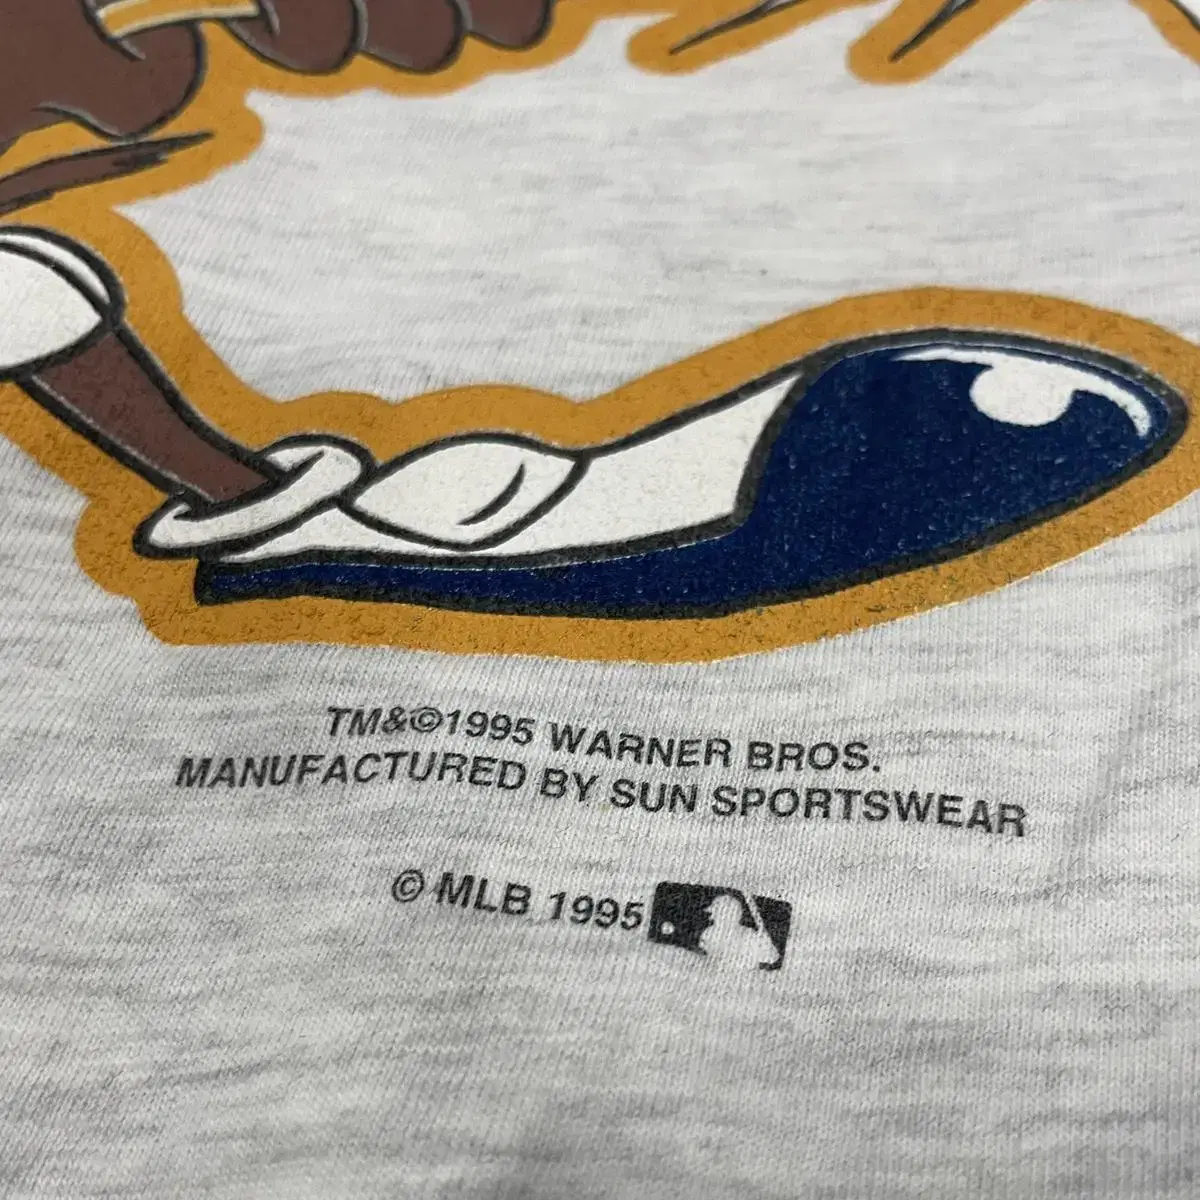 TM&©1995 WARNER BROS.
MANUFACTURED BY SUN SPORTSWEAR
© MLB 1995